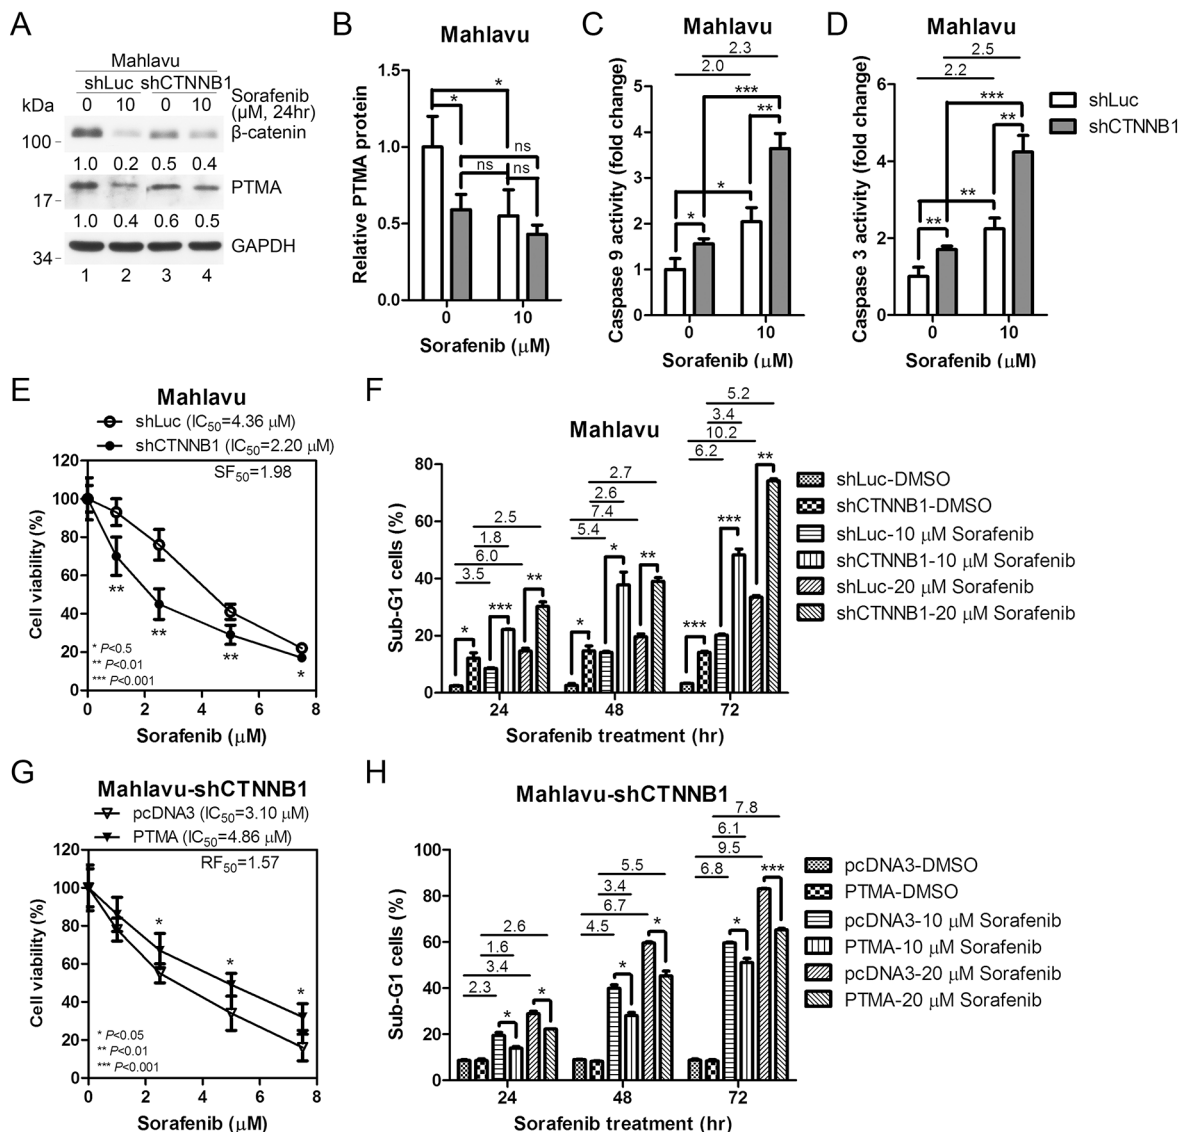 A
Mahlavu
shLuc shCTNNB1
kDa 0 10 0 10 Sorafenib
(μM, 24hr)
100 - β-catenin
1.0 0.2 0.5 0.4
17 - PTMA
1.0 0.4 0.6 0.5
34 - GAPDH
1 2 3 4
B
Mahlavu
Relative PTMA protein
1.5
1.0
0.5
0.0
* *
ns
ns ns
0 10
Sorafenib (μM)
C
Mahlavu
2.3
2.0
Caspase 9 activity (fold change)
5
4
3
2
1
0
***
**
*
*
0 10
Sorafenib (μM)
D
Mahlavu
2.5
2.2
Caspase 3 activity (fold change)
6
4
2
0
***
**
**
**
0 10
Sorafenib (μM)
shLuc
shCTNNB1
E
Mahlavu
shLuc (IC50=4.36 μM)
shCTNNB1 (IC50=2.20 μM)
SF50=1.98
Cell viability (%)
120
100
80
60
40
20
0
** ** ** *
* P<0.5
** P<0.01
*** P<0.001
0 2 4 6 8
Sorafenib (μM)
F
Mahlavu
Sub-G1 cells (%)
80
60
40
20
0
2.5
1.8
6.0
3.5
* *** **
2.7
2.6
7.4
5.4
* * **
5.2
3.4
10.2
6.2
*** *** **
24 48 72
Sorafenib treatment (hr)
shLuc-DMSO
shCTNNB1-DMSO
shLuc-10 μM Sorafenib
shCTNNB1-10 μM Sorafenib
shLuc-20 μM Sorafenib
shCTNNB1-20 μM Sorafenib
G
Mahlavu-shCTNNB1
pcDNA3 (IC50=3.10 μM)
PTMA (IC50=4.86 μM)
RF50=1.57
Cell viability (%)
120
100
80
60
40
20
0
* * *
* P<0.05
** P<0.01
*** P<0.001
0 2 4 6 8
Sorafenib (μM)
H
Mahlavu-shCTNNB1
Sub-G1 cells (%)
100
80
60
40
20
0
2.6
1.6
3.4
2.3
* *
5.5
3.4
6.7
4.5
* *
7.8
6.1
9.5
6.8
* ***
24 48 72
Sorafenib treatment (hr)
pcDNA3-DMSO
PTMA-DMSO
pcDNA3-10 μM Sorafenib
PTMA-10 μM Sorafenib
pcDNA3-20 μM Sorafenib
PTMA-20 μM Sorafenib